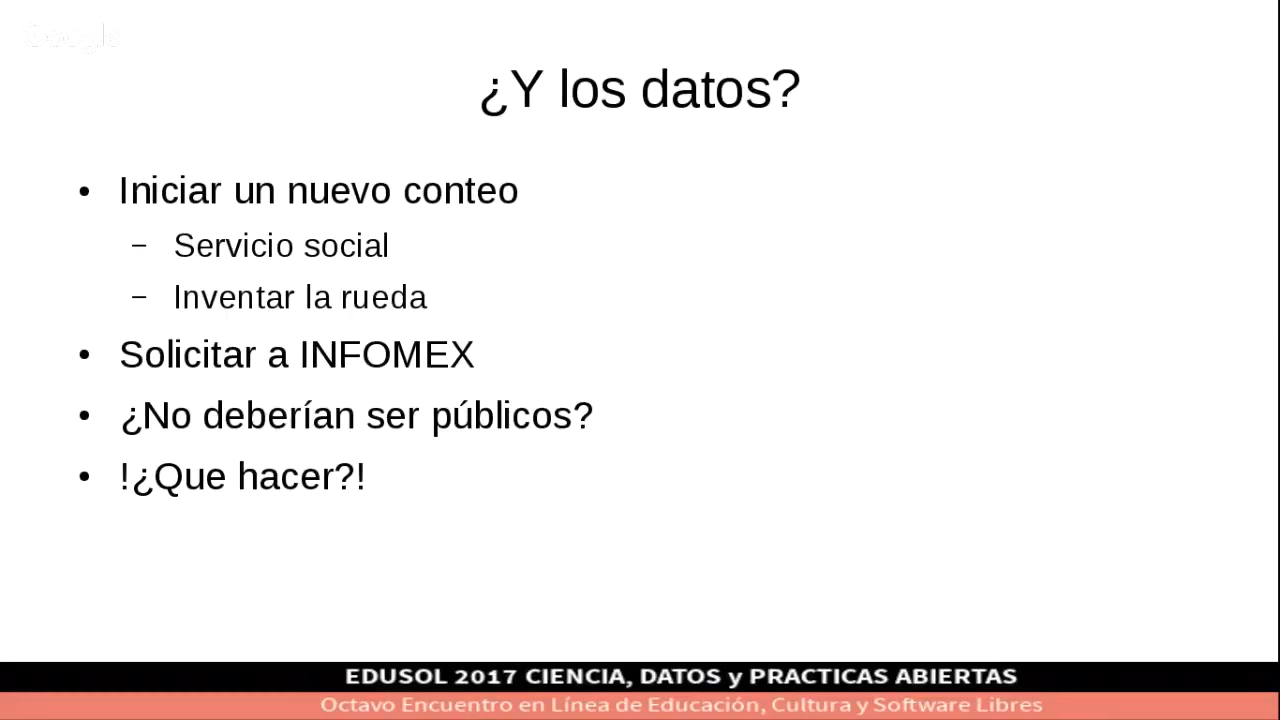 ¿Y los datos?
• Iniciar un nuevo conteo
– Servicio social
– Inventar la rueda
• Solicitar a INFOMEX
• ¿No deberían ser públicos?
• !¿Que hacer?!
EDUSOL 2017 CIENCIA, DATOS y PRACTICAS ABIERTAS
Octavo Encuentro en Línea de Educación, Cultura y Software Libres